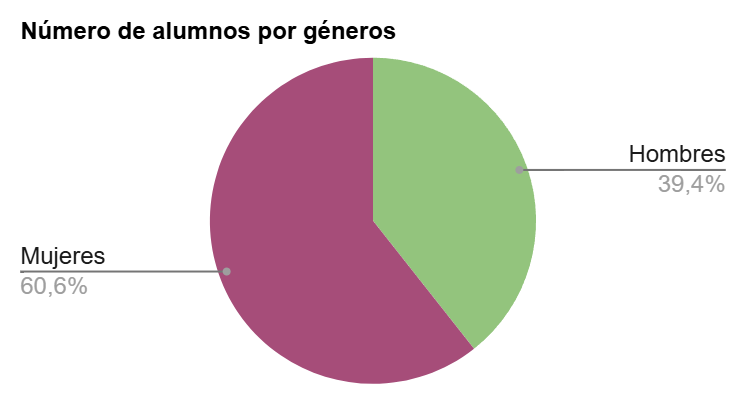 Número de alumnos por géneros
Hombres
39,4%
Mujeres
60,6%